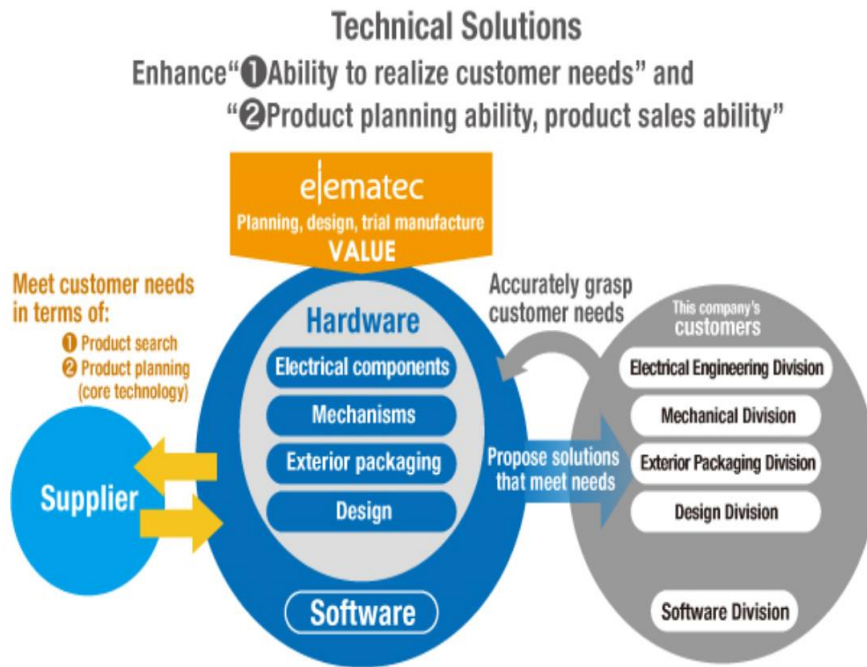 Technical Solutions
Enhance“❶Ability to realize customer needs” and
“❷Product planning ability, product sales ability”
elematec
Planning, design, trial manufacture
VALUE
Meet customer needs
in terms of:
❶ Product search
❷ Product planning
(core technology)
Supplier
Hardware
Electrical components
Mechanisms
Exterior packaging
Design
Software
Accurately grasp
customer needs
Propose solutions
that meet needs
This company's
customers
Electrical Engineering Division
Mechanical Division
Exterior Packaging Division
Design Division
Software Division